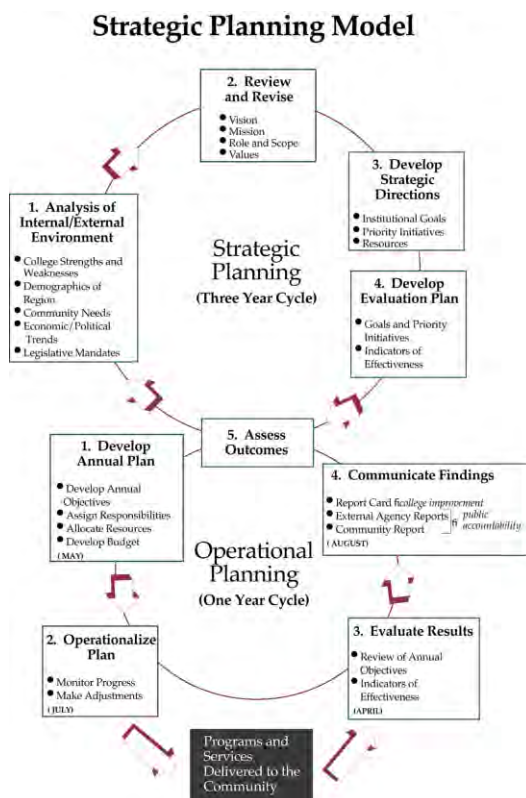 Strategic Planning Model
2. Review
and Revise
● Vision
● Mission
● Role and Scope
● Values
3. Develop
Strategic
Directions
● Institutional Goals
● Priority Initiatives
● Resources
1. Analysis of
Internal/External
Environment
● College Strengths and
Weaknesses
● Demographics of
Region
● Community Needs
● Economic/Political
Trends
● Legislative Mandates
Strategic
Planning
(Three Year Cycle)
4. Develop
Evaluation Plan
● Goals and Priority
Initiatives
● Indicators of
Effectiveness
5. Assess
Outcomes
1. Develop
Annual Plan
● Develop Annual
Objectives
● Assign Responsibilities
● Allocate Resources
● Develop Budget
(MAY)
4. Communicate Findings
● Report Card fi college improvement
● External Agency Reports
● Community Report
fi public
accountability
(AUGUST)
Operational
Planning
(One Year Cycle)
2. Operationalize
Plan
● Monitor Progress
● Make Adjustments
(JULY)
3. Evaluate Results
● Review of Annual
Objectives
● Indicators of
Effectiveness
(APRIL)
Programs and
Services
Delivered to the
Community